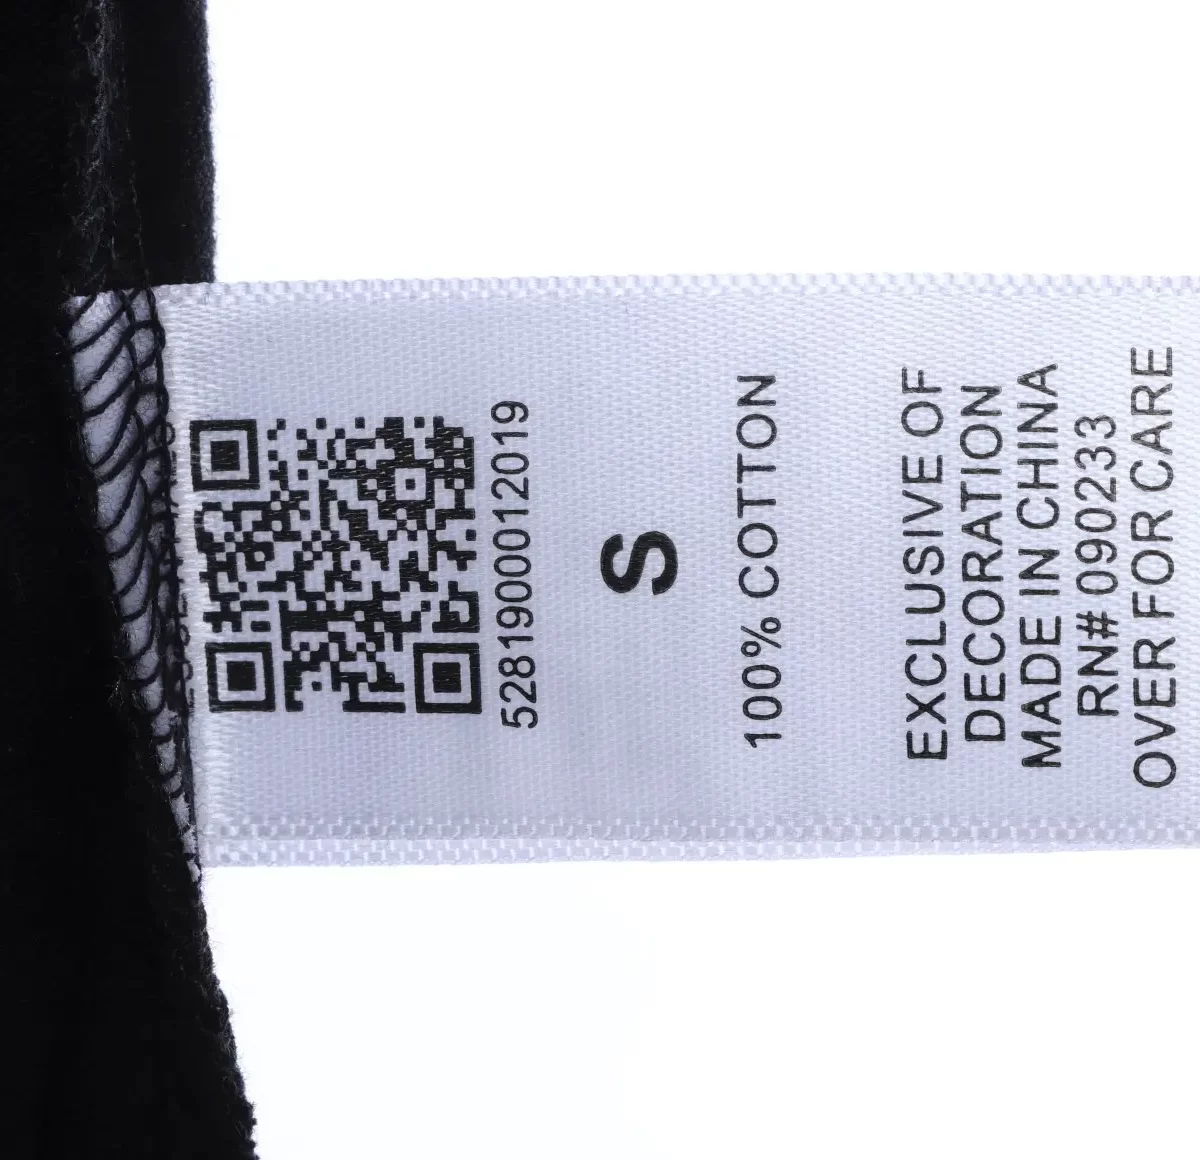 5281900012019
S
100% COTTON
EXCLUSIVE OF
DECORATION
MADE IN CHINA
RN# 090233
OVER FOR CARE